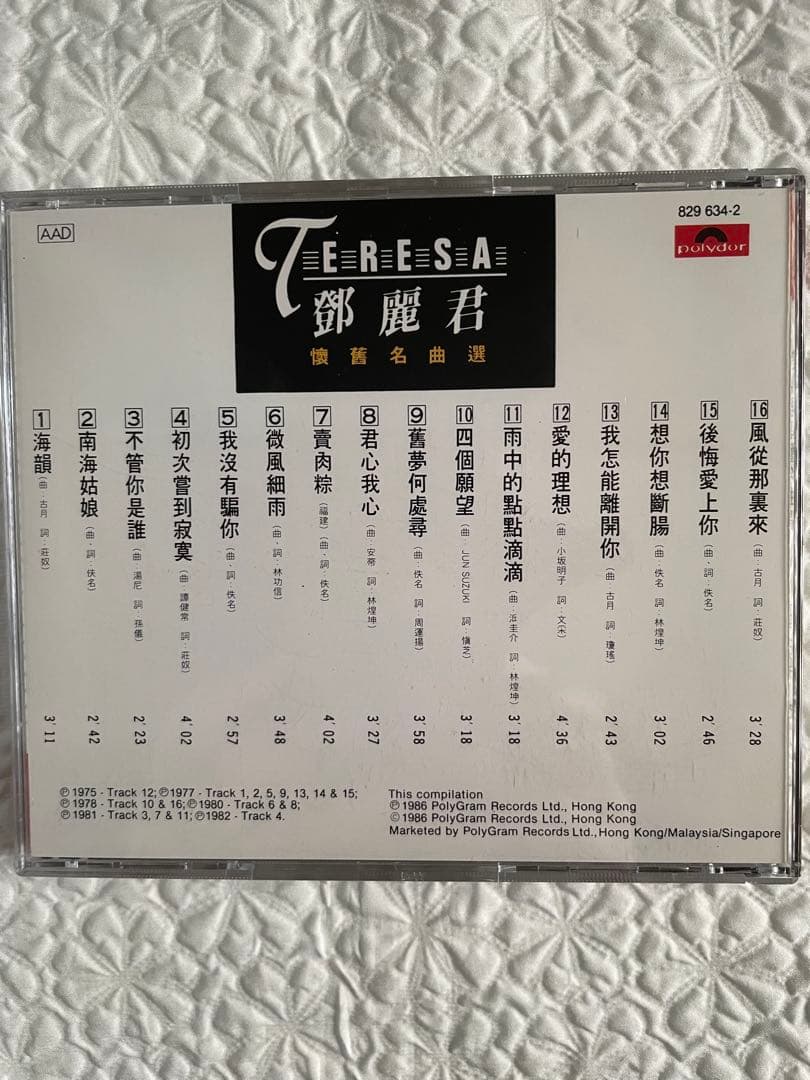 AAD
829 634-2
polydor
TERESA
鄧麗君
懷舊名曲選
1 海韻 (曲:古月 詞:莊奴) 3'11
2 南海姑娘 (曲、詞:佚名) 2'42
3 不管你是誰 (曲:湯尼 詞:孫儀) 2'23
4 初次嘗到寂寞 (曲:譚健常 詞:莊奴) 4'02
5 我沒有騙你 (曲、詞:佚名) 2'57
6 微風細雨 (曲、詞:林功信) 3'48
7 賣肉粽 (福建) (曲、詞:佚名) 4'02
8 君心我心 (曲:安蒂 詞:林煌坤) 3'27
9 舊夢何處尋 (曲:佚名 詞:周運揚) 3'58
10 四個願望 (曲:JUN SUZUKI 詞:慎芝) 3'18
11 雨中的點點滴滴 (曲:浜圭介 詞:林煌坤) 3'18
12 愛的理想 (曲:小坂明子 詞:文采) 4'36
13 我怎能離開你 (曲 古月 詞:瓊瑤) 2'43
14 想你想斷腸 (曲:佚名 詞:林煌坤) 3'02
15 後悔愛上你 (曲、詞:佚名) 2'46
16 風從那裏來 (曲:古月 詞:莊奴) 3'28
℗1975 - Track 12;℗1977 - Track 1, 2, 5, 9, 13, 14 & 15;
℗1978 - Track 10 & 16;℗1980 - Track 6 & 8;
℗1981 - Track 3, 7 & 11;℗1982 - Track 4.
This compilation
℗1986 PolyGram Records Ltd., Hong Kong
©1986 PolyGram Records Ltd., Hong Kong
Marketed by PolyGram Records Ltd., Hong Kong/Malaysia/Singapore